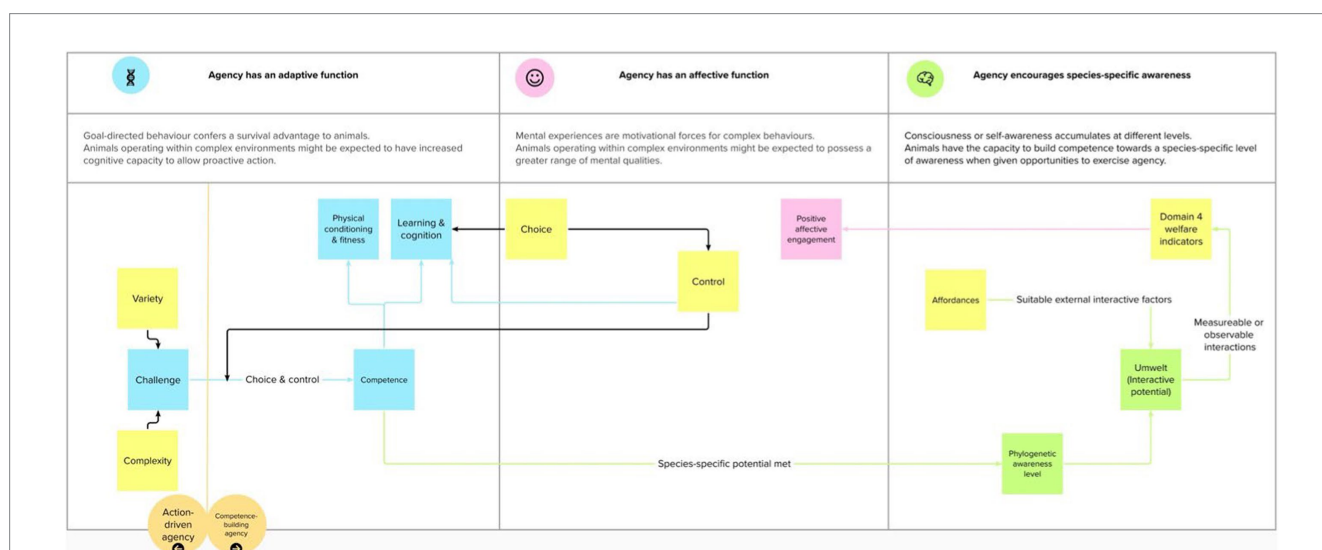 Agency has an adaptive function
Agency has an affective function
Agency encourages species-specific awareness
Goal-directed behaviour confers a survival advantage to animals.
Animals operating within complex environments might be expected to have increased
cognitive capacity to allow proactive action.
Mental experiences are motivational forces for complex behaviours.
Animals operating within complex environments might be expected to possess a
greater range of mental qualities.
Consciousness or self-awareness accumulates at different levels.
Animals have the capacity to build competence towards a species-specific level
of awareness when given opportunities to exercise agency.
Physical
conditioning
& fitness
Learning &
cognition
Choice
Positive
affective
engagement
Domain 4
welfare
indicators
Control
Variety
Affordances
Suitable external interactive factors
Measureable or
observable
interactions
Challenge
Choice & control
Competence
Umwelt
(Interactive
potential)
Complexity
Species-specific potential met
Phylogenetic
awareness
level
Action-
driven
agency
Competence-
building
agency